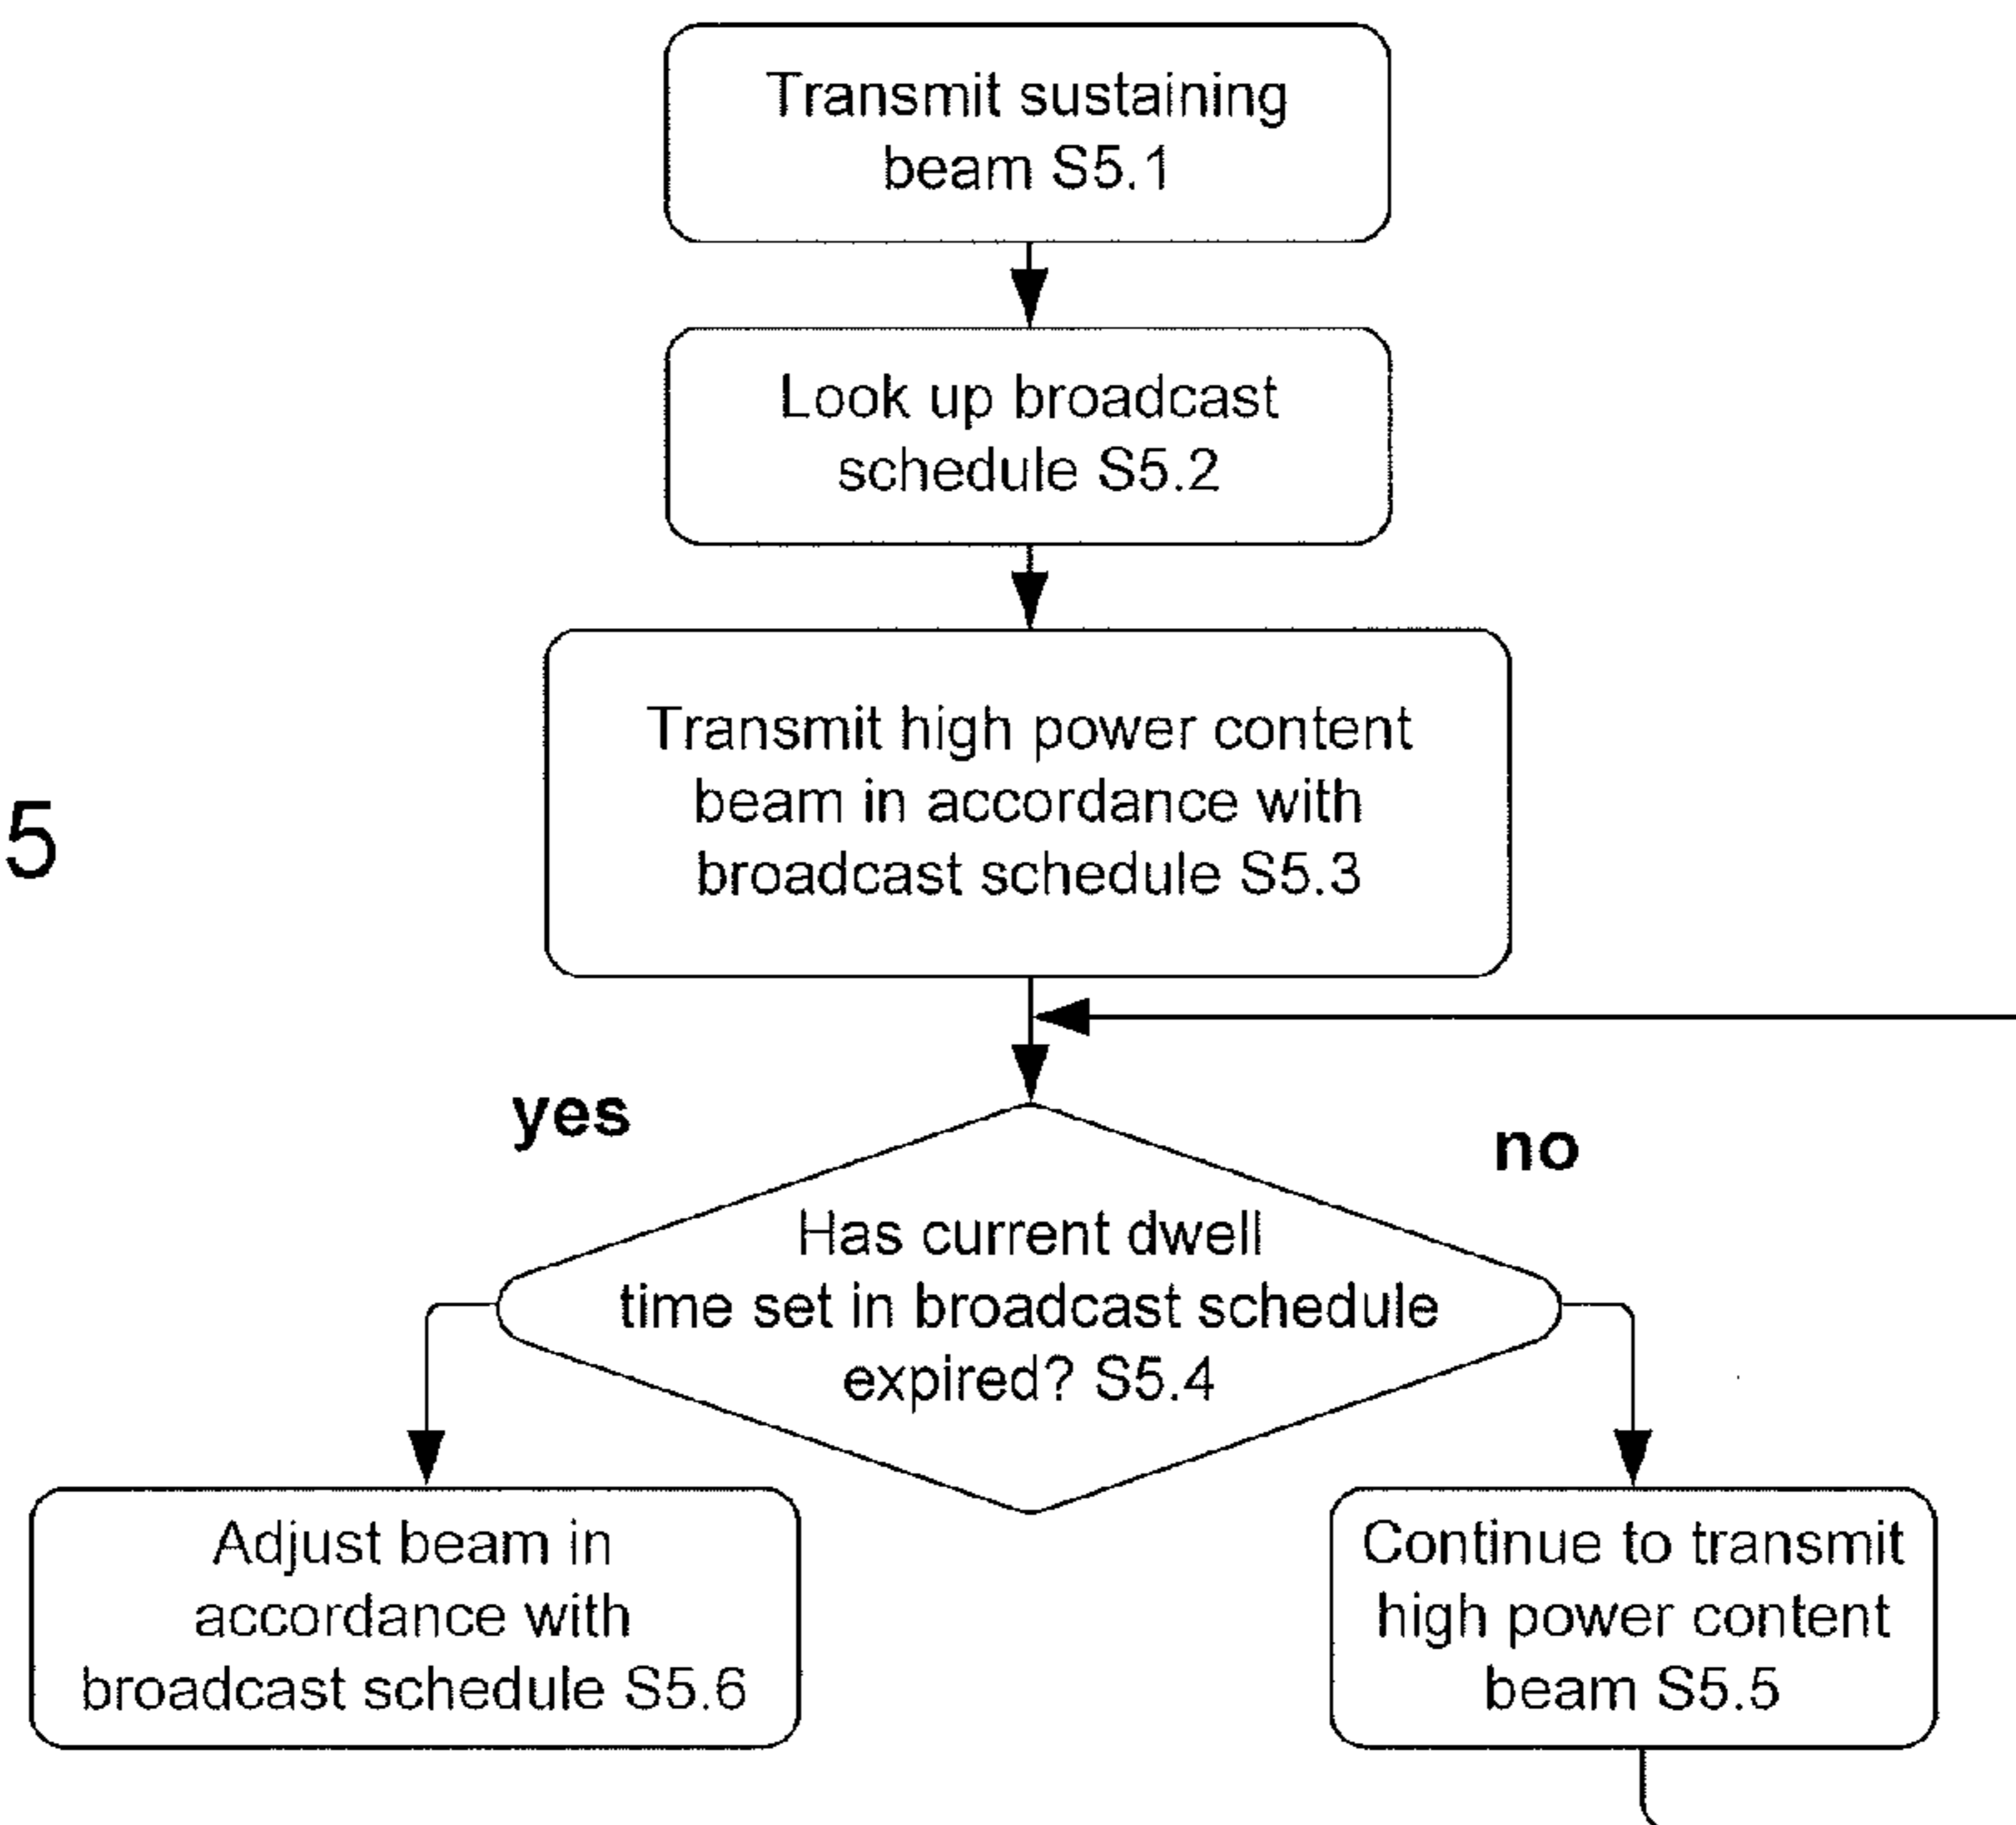 Transmit sustaining
beam S5.1
Look up broadcast
schedule S5.2
Transmit high power content
beam in accordance with
broadcast schedule S5.3
5
yes
no
Has current dwell
time set in broadcast schedule
expired? S5.4
Adjust beam in
accordance with
broadcast schedule S5.6
Continue to transmit
high power content
beam S5.5